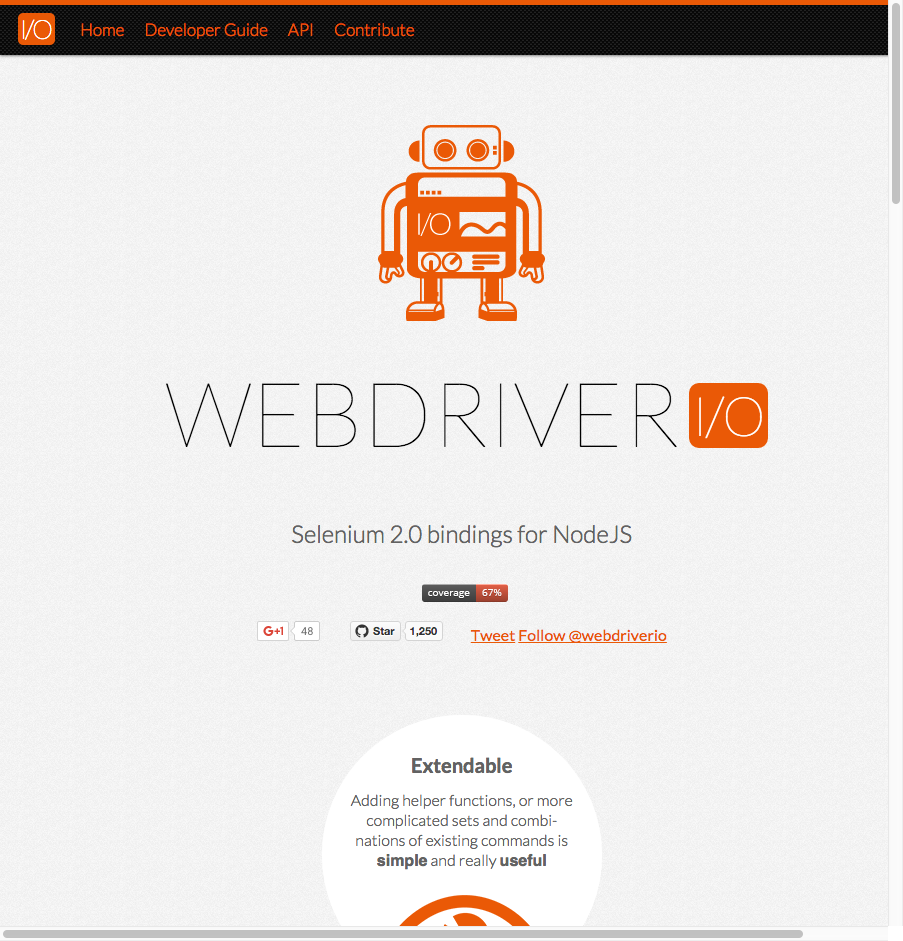 I/O Home Developer Guide API Contribute
I/O
WEBDRIVER I/O
Selenium 2.0 bindings for NodeJS
coverage 67%
G+1 48 Star 1,250 Tweet Follow @webdriverio
Extendable
Adding helper functions, or more
complicated sets and combi-
nations of existing commands is
simple and really useful